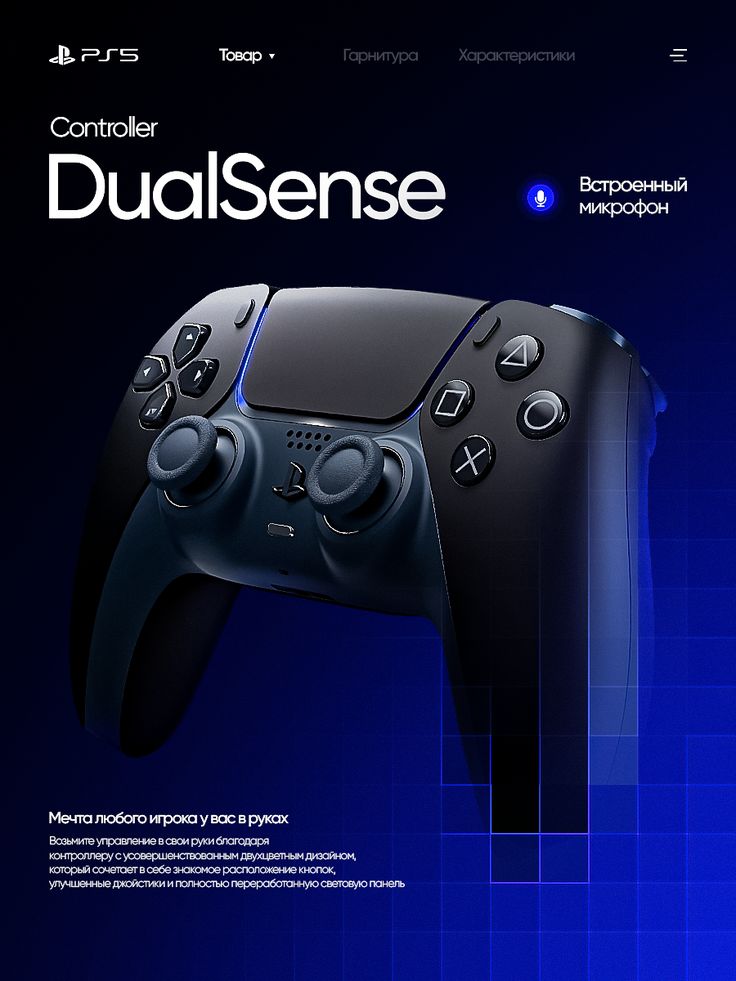 PS5
Товар
Гарнитура
Характеристики
Controller
DualSense
Встроенный
микрофон
Мечта любого игрока у вас в руках
Возьмите управление в свои руки благодаря
контроллеру с усовершенствованным двухцветным дизайном,
который сочетает в себе знакомое расположение кнопок,
улучшенные джойстики и полностью переработанную световую панель